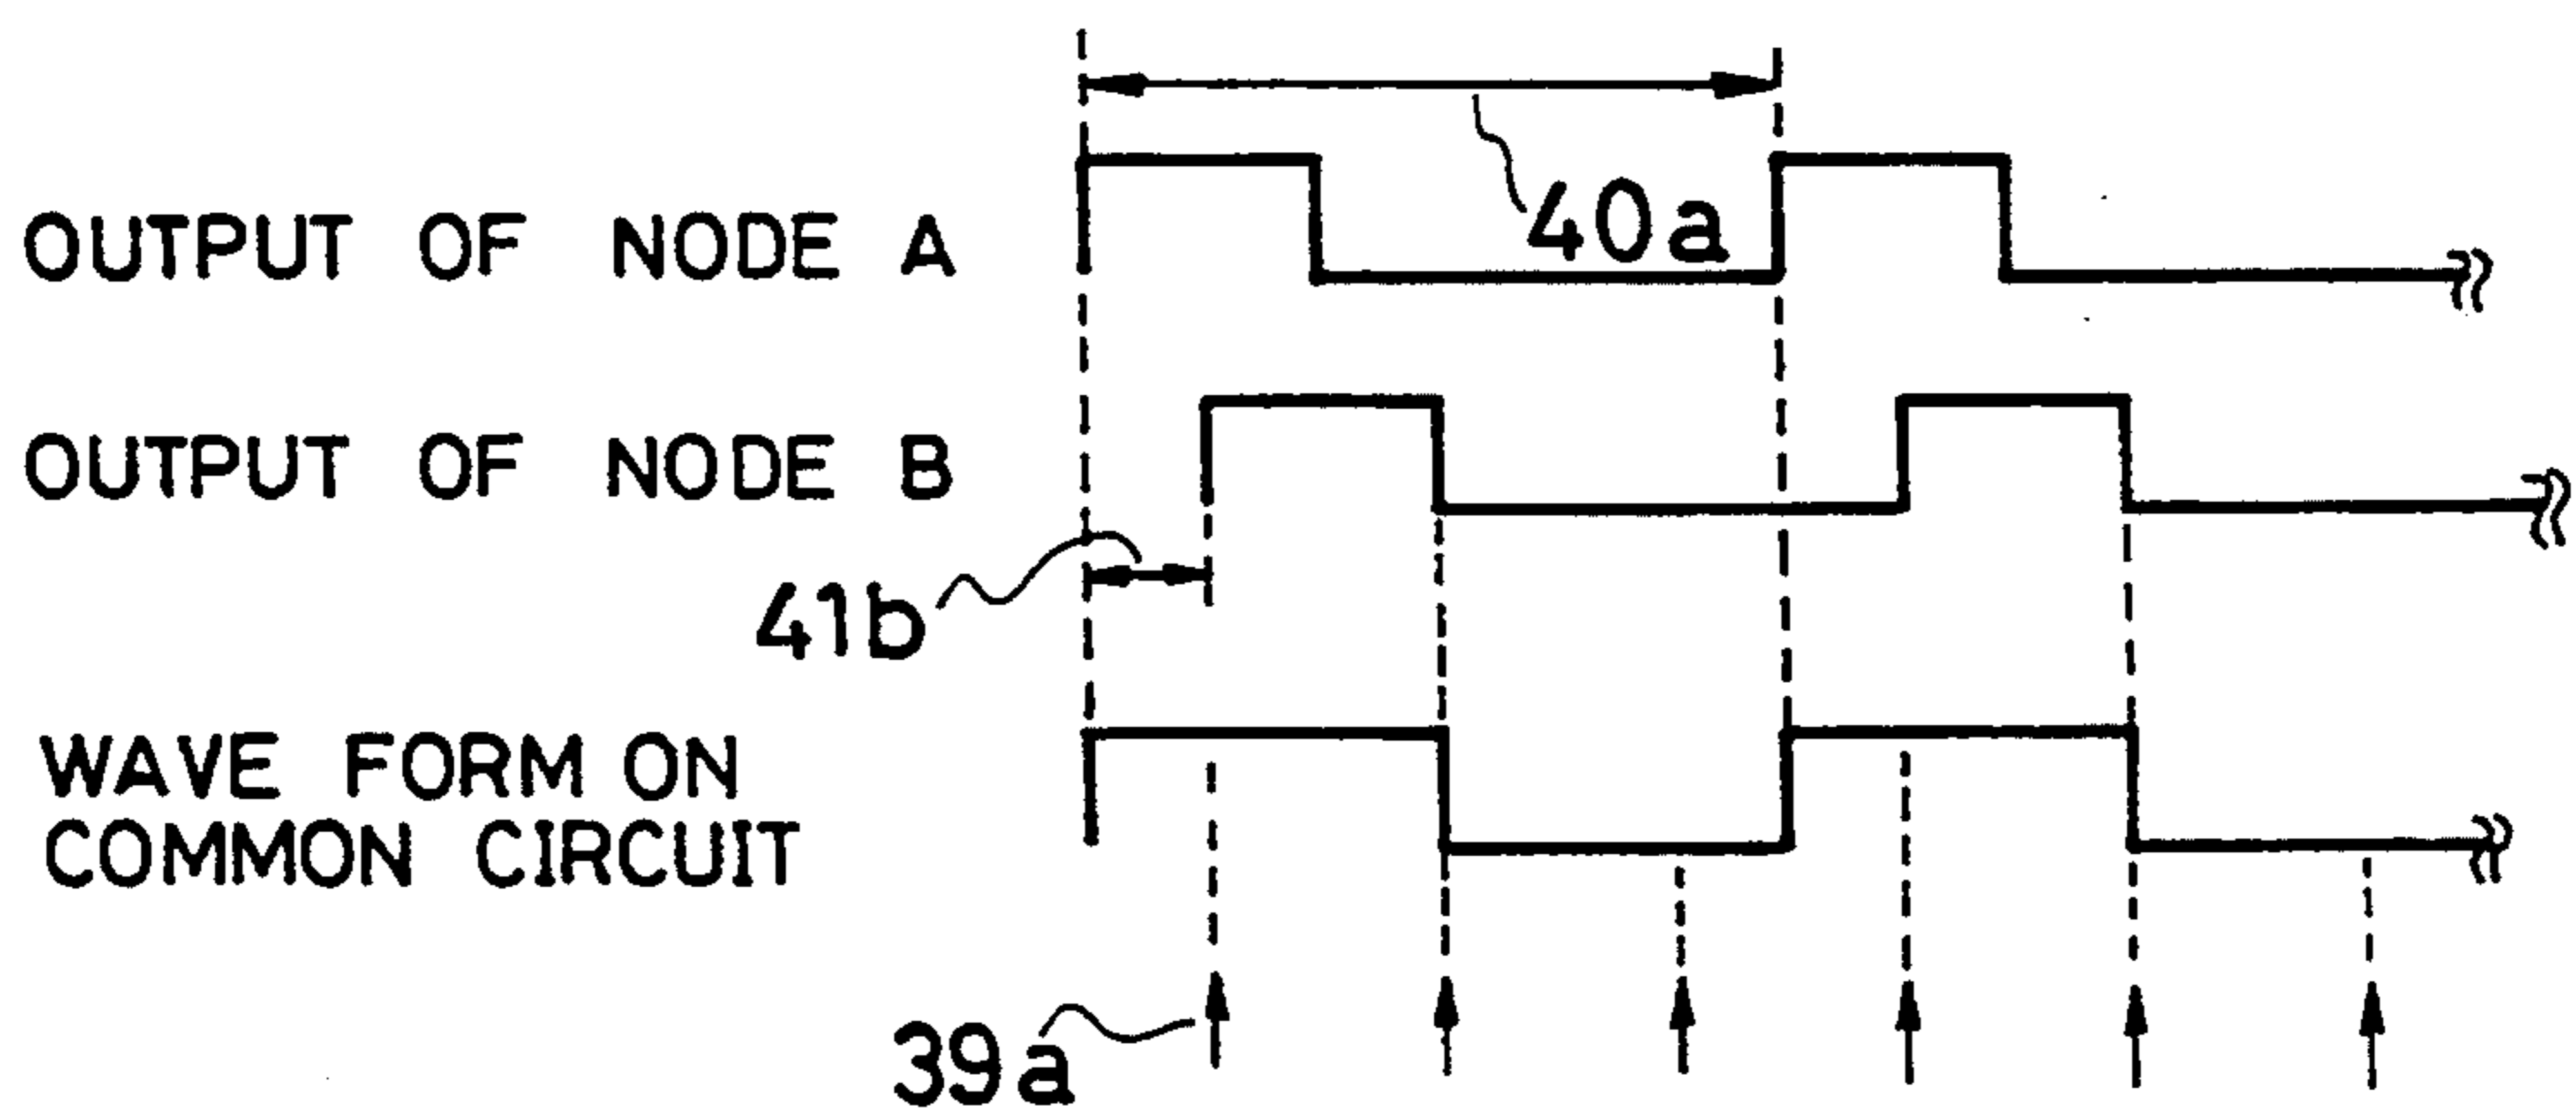 40a
OUTPUT OF NODE A
OUTPUT OF NODE B
41b
WAVE FORM ON
COMMON CIRCUIT
39a